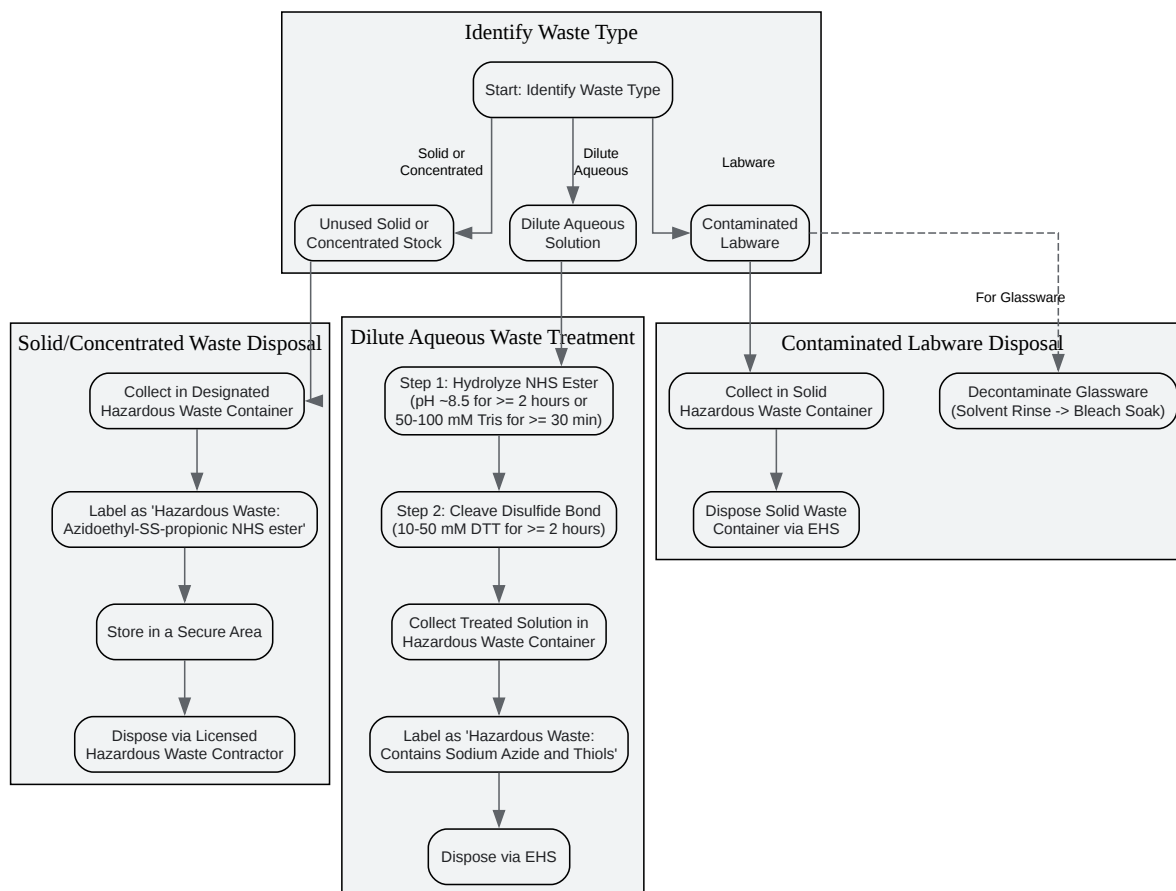 Identify Waste Type
Start: Identify Waste Type
Solid or
Concentrated
Dilute
Aqueous
Labware
Unused Solid or
Concentrated Stock
Dilute Aqueous
Solution
Contaminated
Labware
For Glassware
Solid/Concentrated Waste Disposal
Collect in Designated
Hazardous Waste Container
Label as 'Hazardous Waste:
Azidoethyl-SS-propionic NHS ester'
Store in a Secure Area
Dispose via Licensed
Hazardous Waste Contractor
Dilute Aqueous Waste Treatment
Step 1: Hydrolyze NHS Ester
(pH ~8.5 for >= 2 hours or
50-100 mM Tris for >= 30 min)
Step 2: Cleave Disulfide Bond
(10-50 mM DTT for >= 2 hours)
Collect Treated Solution in
Hazardous Waste Container
Label as 'Hazardous Waste:
Contains Sodium Azide and Thiols'
Dispose via EHS
Contaminated Labware Disposal
Collect in Solid
Hazardous Waste Container
Dispose Solid Waste
Container via EHS
Decontaminate Glassware
(Solvent Rinse -> Bleach Soak)